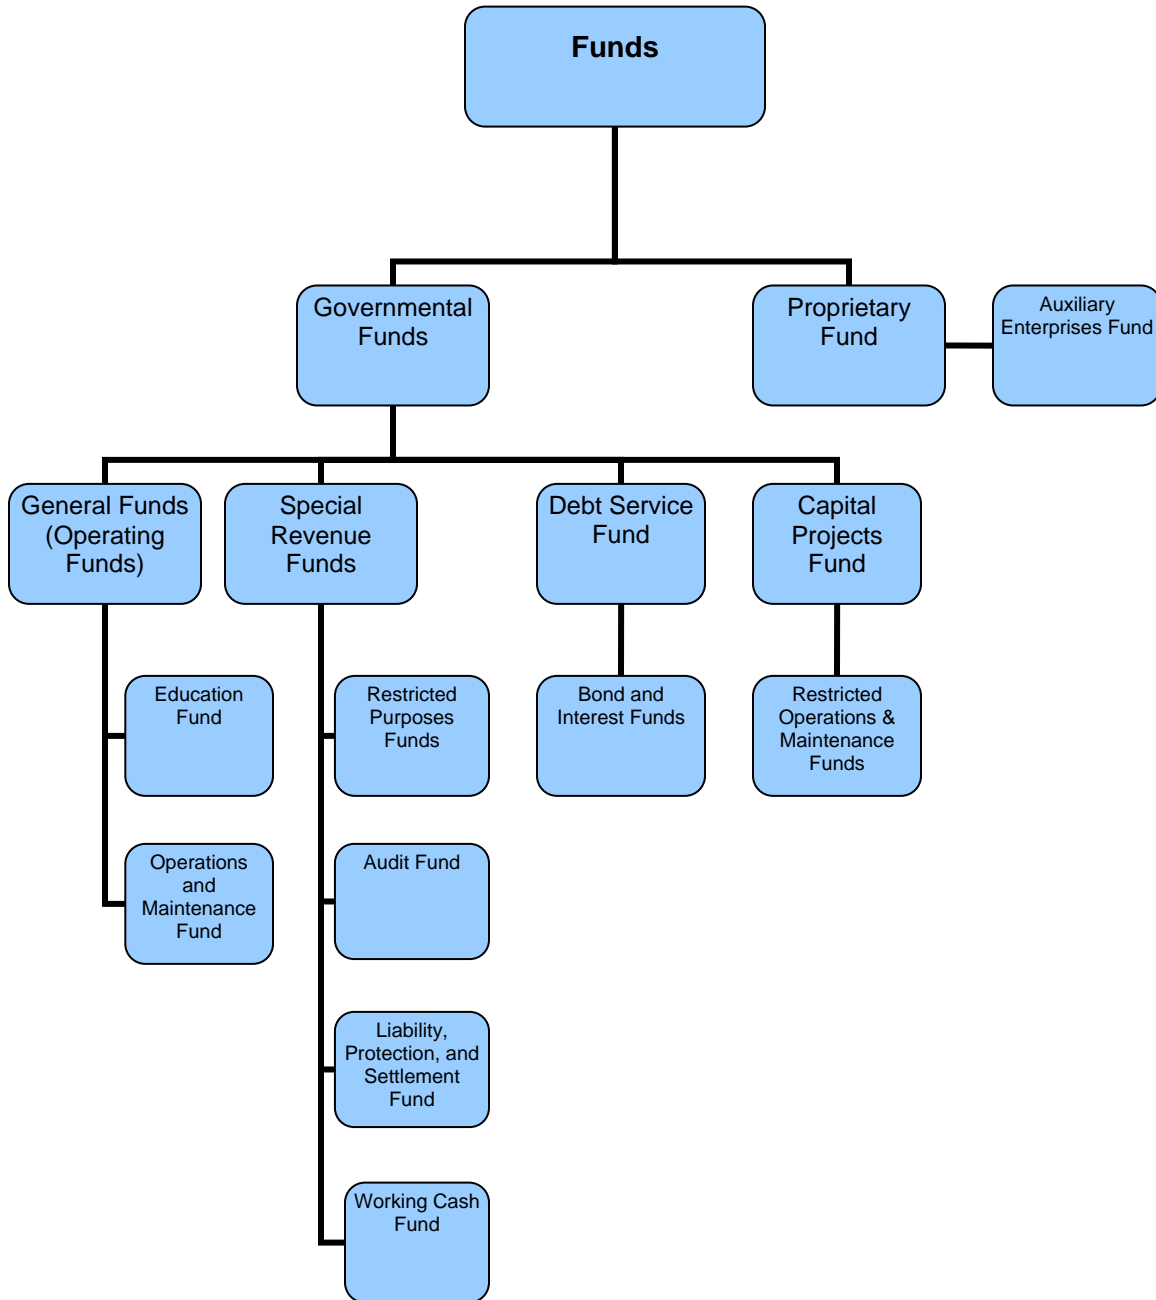 Funds
Governmental
Funds
Proprietary
Fund
Auxiliary
Enterprises Fund
General Funds
(Operating
Funds)
Special
Revenue
Funds
Debt Service
Fund
Capital
Projects
Fund
Education
Fund
Restricted
Purposes
Funds
Bond and
Interest Funds
Restricted
Operations &
Maintenance
Funds
Operations
and
Maintenance
Fund
Audit Fund
Liability,
Protection, and
Settlement
Fund
Working Cash
Fund